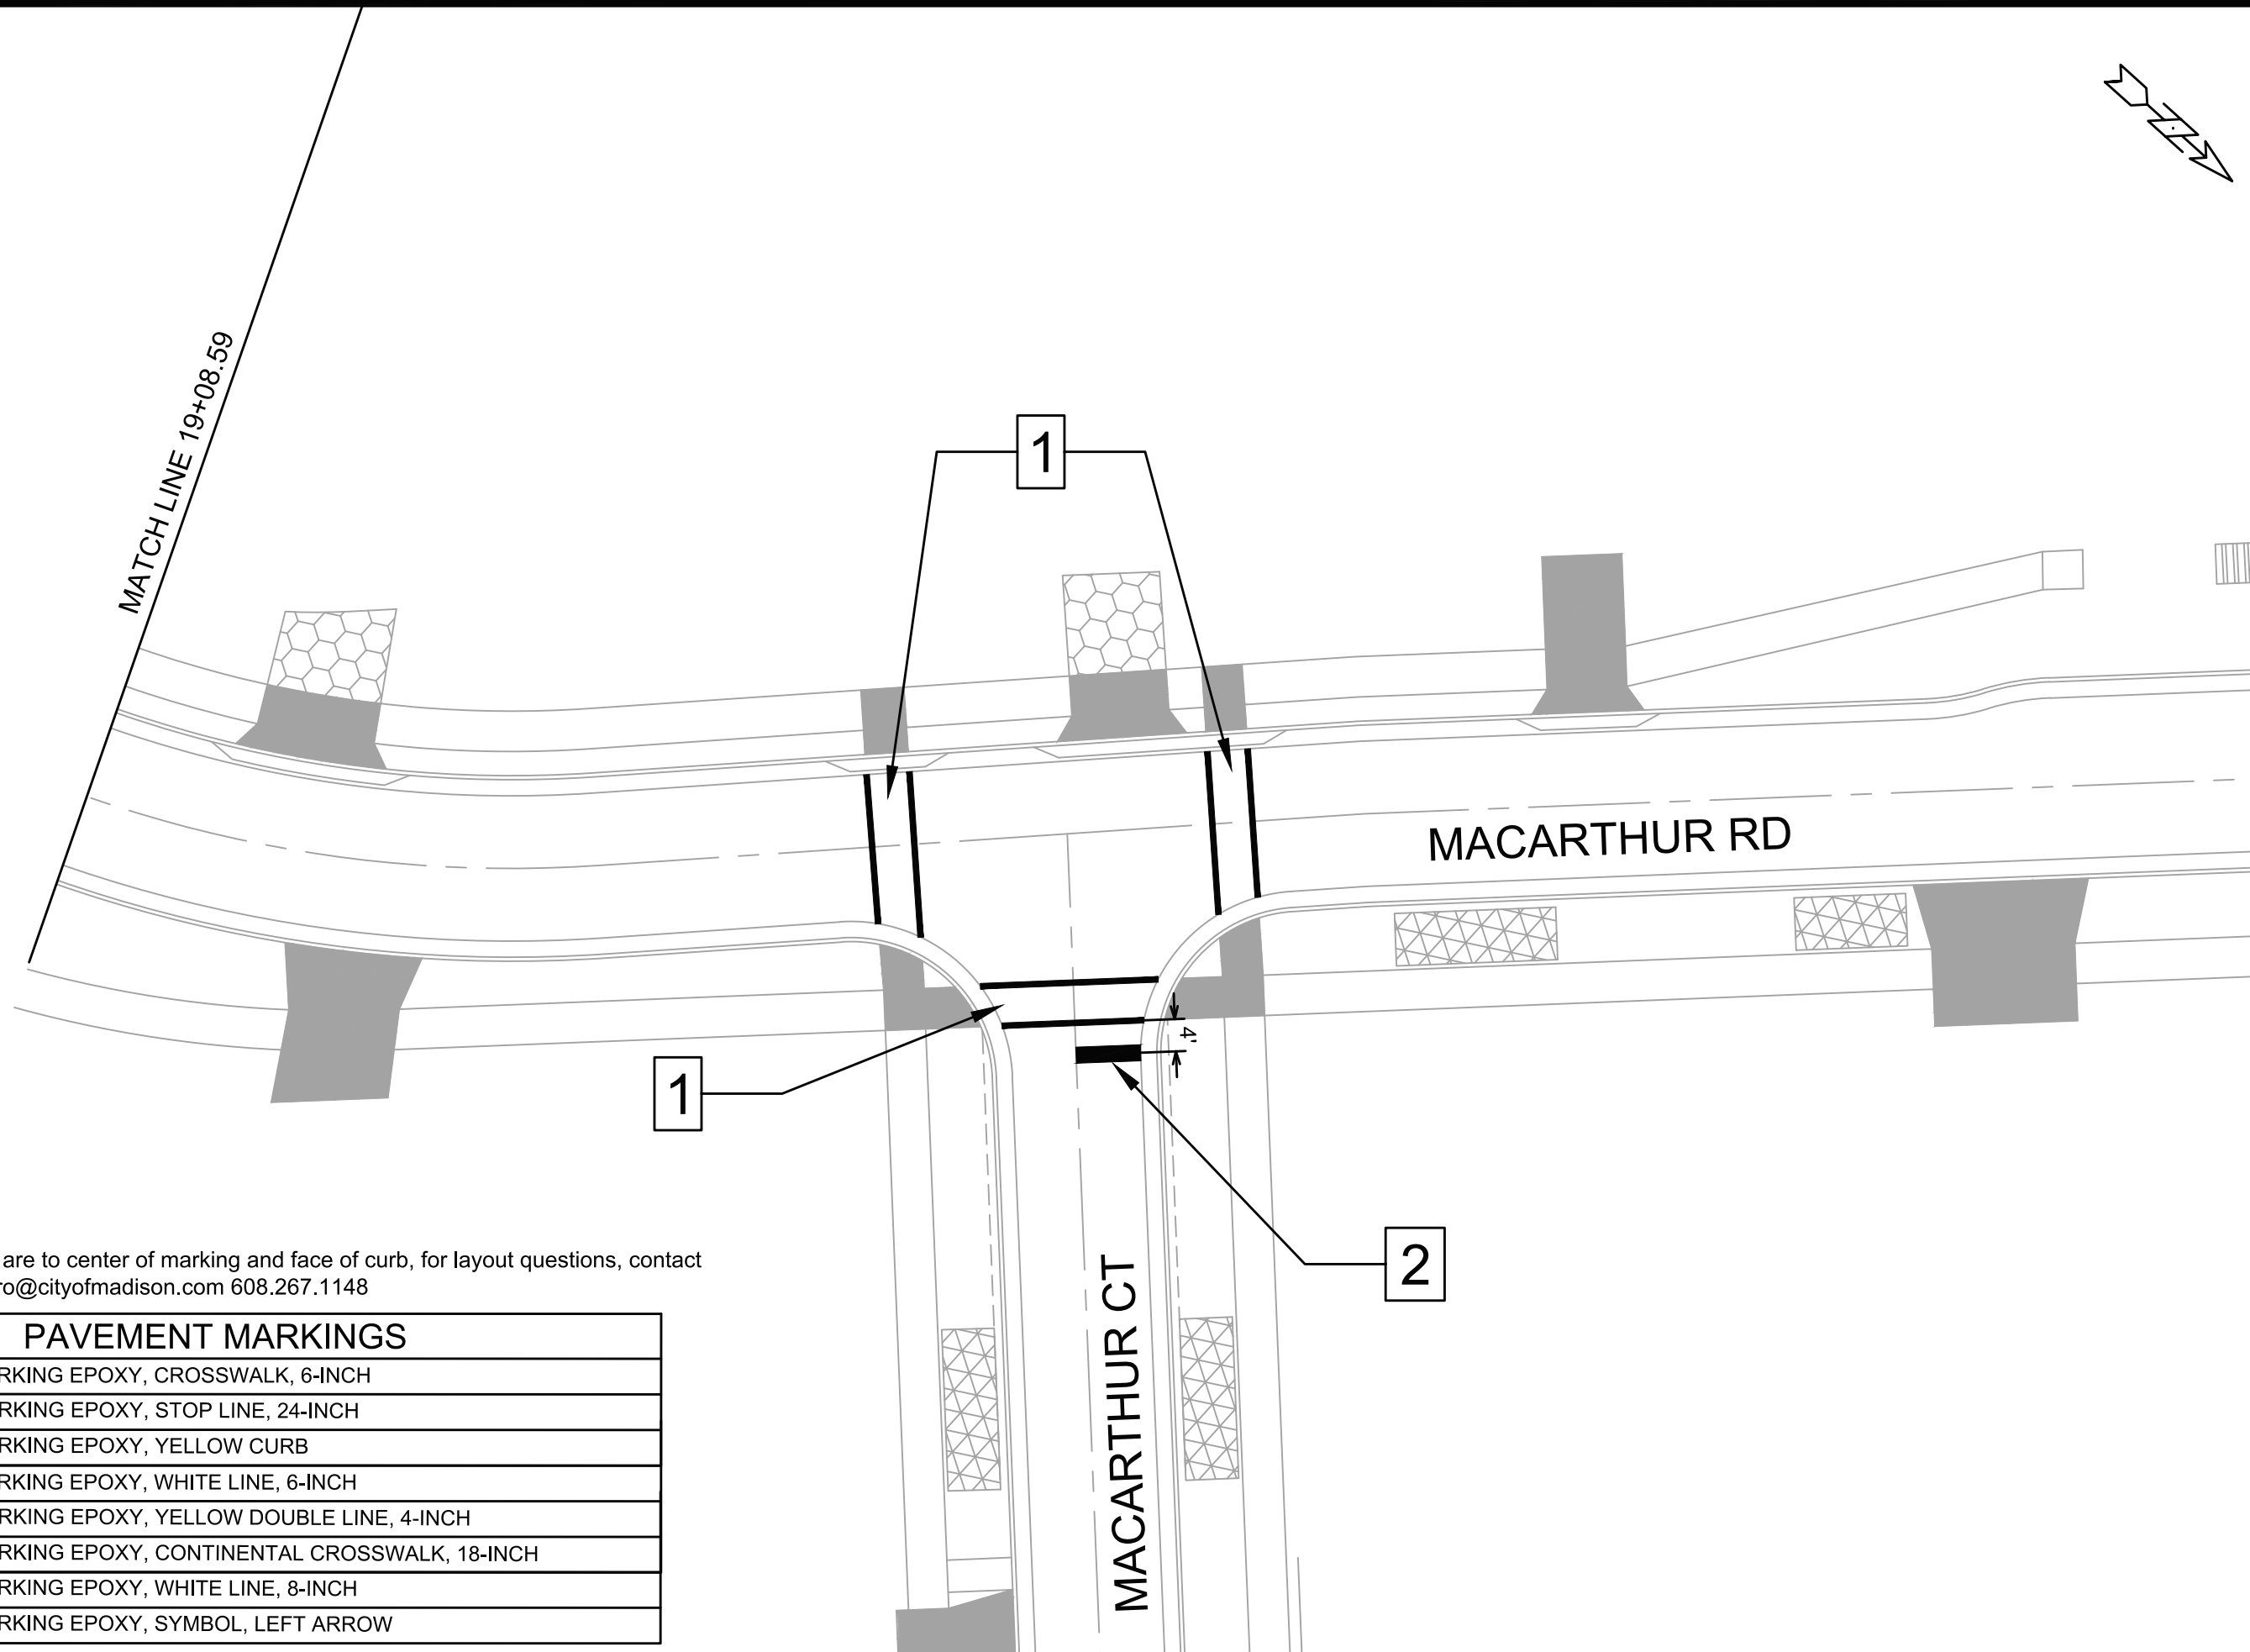 MATCH LINE 19+08.59
1
MACARTHUR RD
4'
1
2
MACARTHUR CT
are to center of marking and face of curb, for layout questions, contact
ro@cityofmadison.com 608.267.1148
PAVEMENT MARKINGS
RKING EPOXY, CROSSWALK, 6-INCH
RKING EPOXY, STOP LINE, 24-INCH
RKING EPOXY, YELLOW CURB
RKING EPOXY, WHITE LINE, 6-INCH
RKING EPOXY, YELLOW DOUBLE LINE, 4-INCH
RKING EPOXY, CONTINENTAL CROSSWALK, 18-INCH
RKING EPOXY, WHITE LINE, 8-INCH
RKING EPOXY, SYMBOL, LEFT ARROW